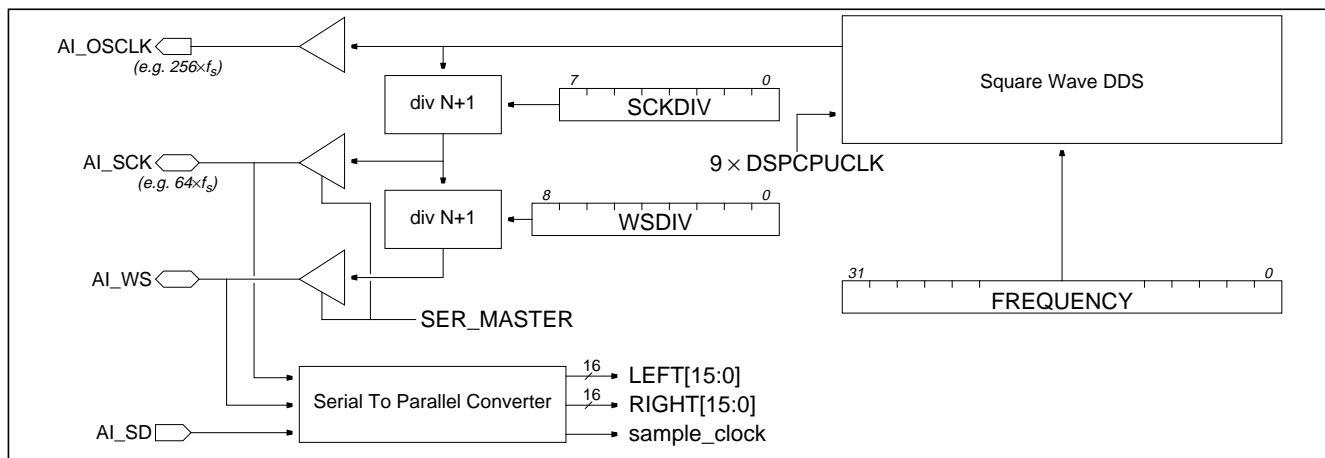 AI_OSCLK
(e.g. 256×fs)
div N+1
7 0
SCKDIV
Square Wave DDS
AI_SCK
(e.g. 64×fs)
9 × DSPCPUCLK
div N+1
8 0
WSDIV
AI_WS
31 0
FREQUENCY
SER_MASTER
Serial To Parallel Converter
16
LEFT[15:0]
16
RIGHT[15:0]
AI_SD
sample_clock